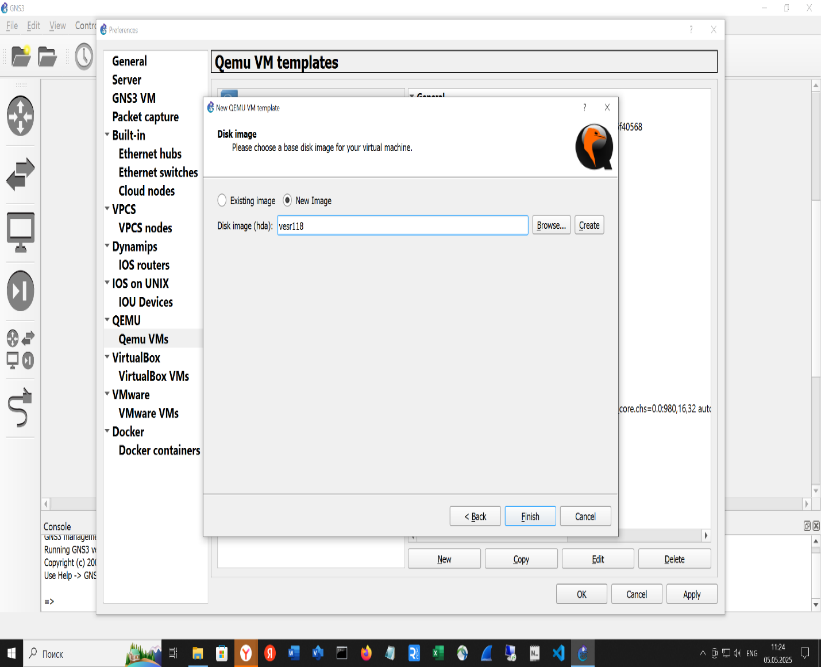 GNS3
File Edit View Contro
Preferences
General
Server
GNS3 VM
Packet capture
Built-in
Ethernet hubs
Ethernet switches
Cloud nodes
VPCS
VPCS nodes
Dynamips
IOS routers
IOS on UNIX
IOU Devices
QEMU
Qemu VMs
VirtualBox
VirtualBox VMs
VMware
VMware VMs
Docker
Docker containers
Qemu VM templates
General
if40568
core.chs=0.0:980,16,32 auto
New QEMU VM template
Disk image
Please choose a base disk image for your virtual machine.
Existing image New Image
Disk image (hda): vesr118 Browse... Create
< Back Finish Cancel
New Copy Edit Delete
OK Cancel Apply
Console
GNS3 managem
Running GNS3 v
Copyright (c) 200
Use Help -> GNS
=>
Поиск
ENG
11:24
05.05.2025